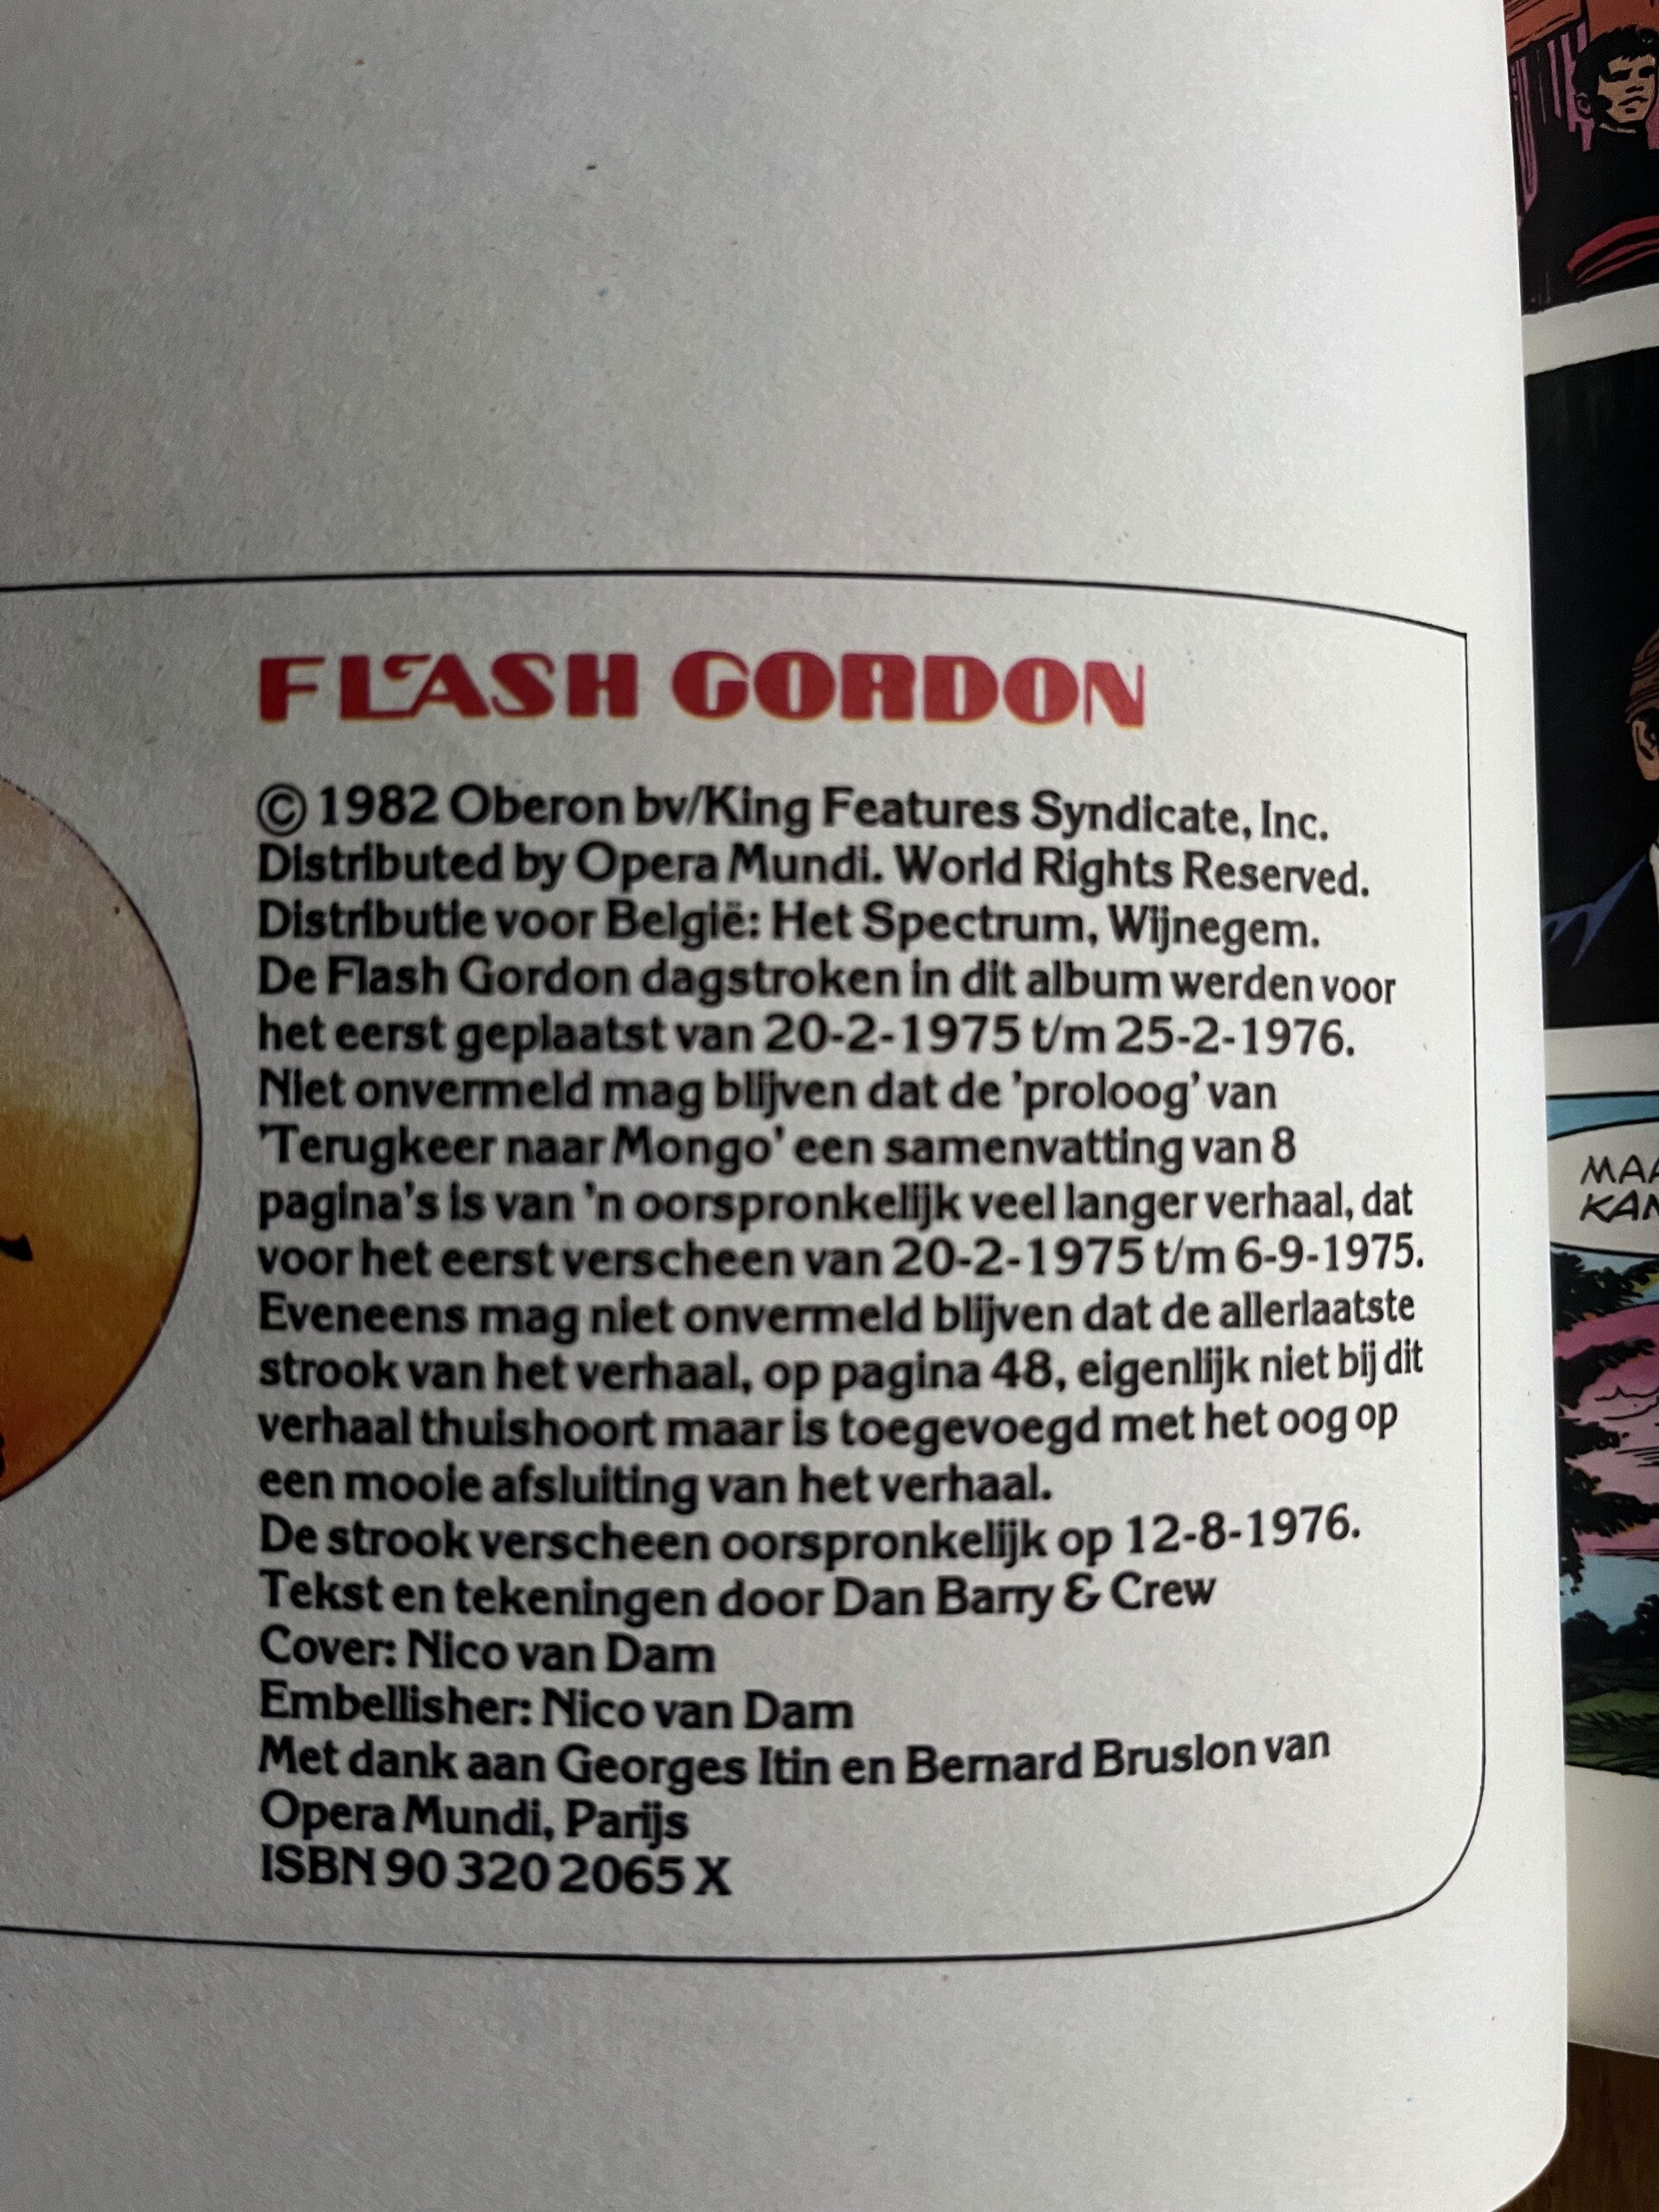 FLASH GORDON
© 1982 Oberon bv/King Features Syndicate, Inc.
Distributed by Opera Mundi. World Rights Reserved.
Distributie voor België: Het Spectrum, Wijnegem.
De Flash Gordon dagstroken in dit album werden voor
het eerst geplaatst van 20-2-1975 t/m 25-2-1976.
Niet onvermeld mag blijven dat de 'proloog' van
'Terugkeer naar Mongo' een samenvatting van 8
pagina's is van 'n oorspronkelijk veel langer verhaal, dat
voor het eerst verscheen van 20-2-1975 t/m 6-9-1975.
Eveneens mag niet onvermeld blijven dat de allerlaatste
strook van het verhaal, op pagina 48, eigenlijk niet bij dit
verhaal thuishoort maar is toegevoegd met het oog op
een mooie afsluiting van het verhaal.
De strook verscheen oorspronkelijk op 12-8-1976.
Tekst en tekeningen door Dan Barry & Crew
Cover: Nico van Dam
Embellisher: Nico van Dam
Met dank aan Georges Itin en Bernard Bruslon van
Opera Mundi, Parijs
ISBN 90 320 2065 X